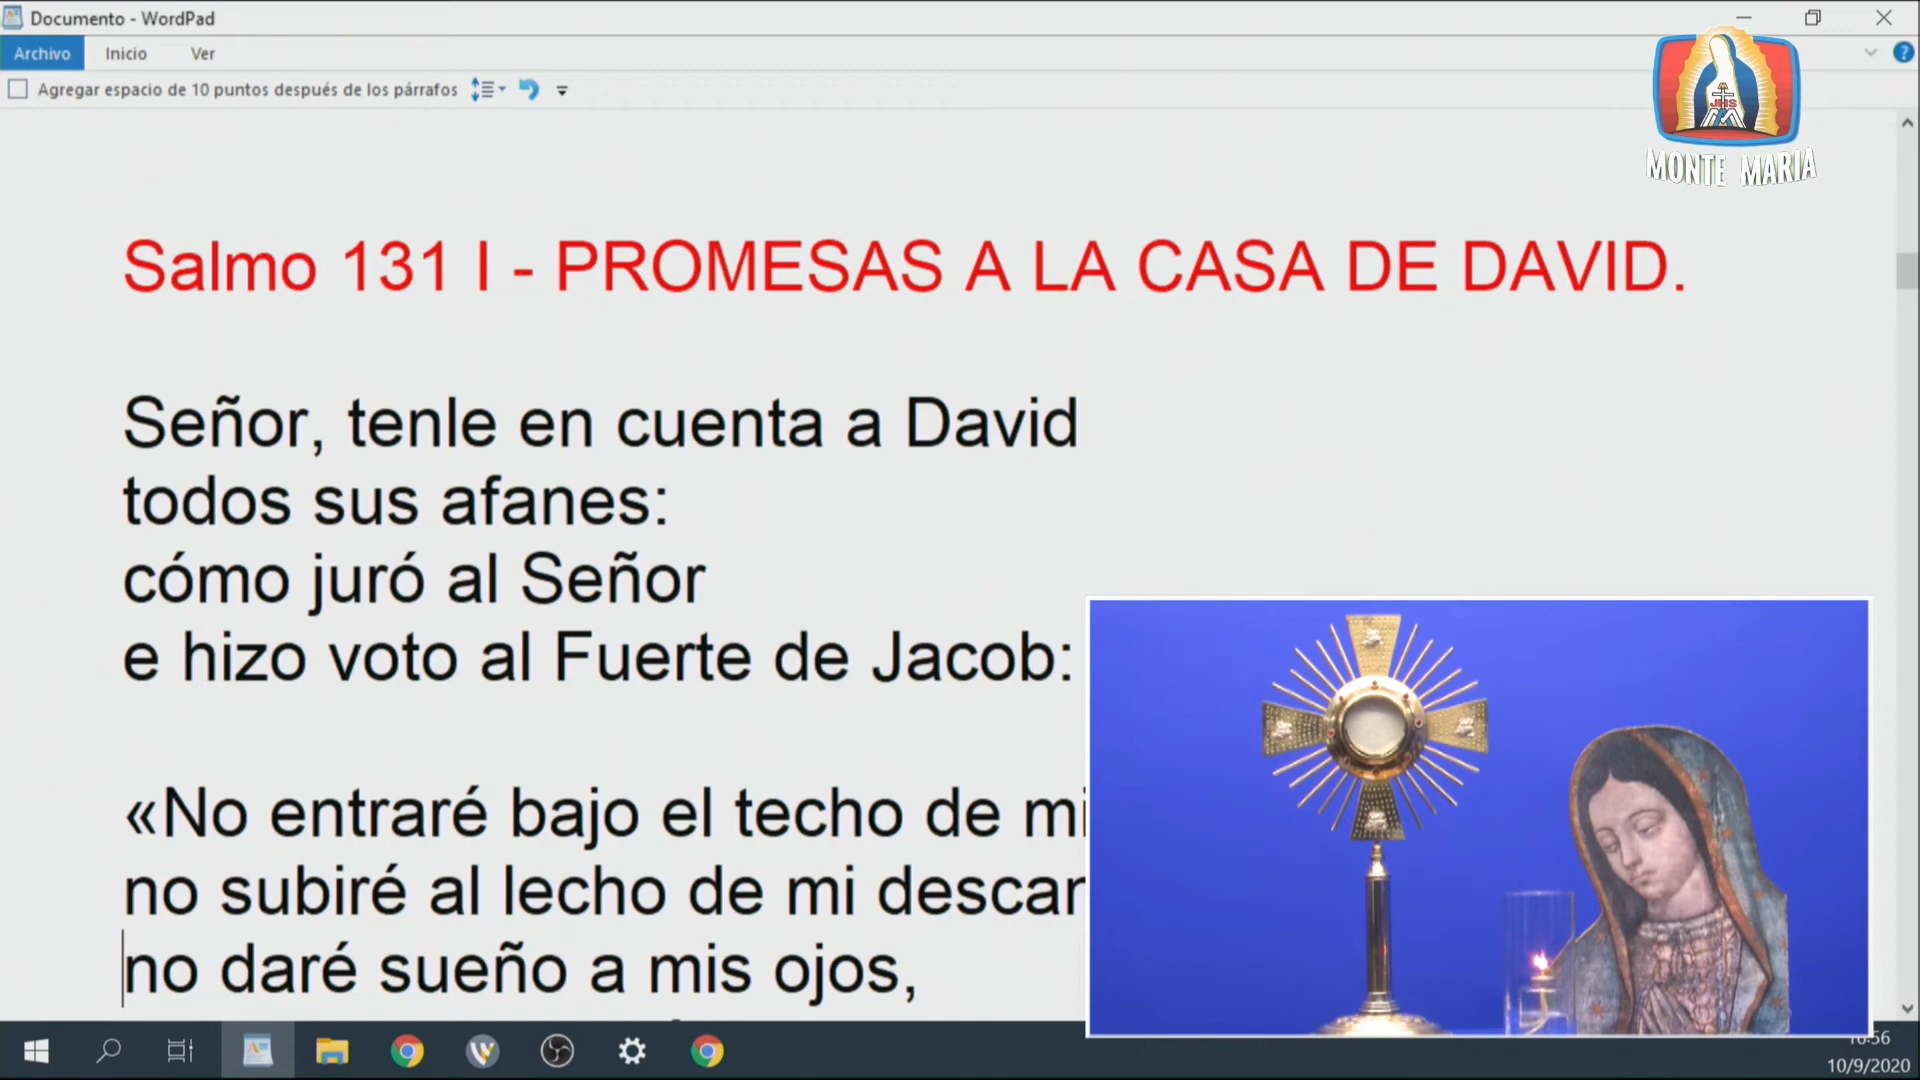 Documento - WordPad
Archivo Inicio Ver
Agregar espacio de 10 puntos después de los párrafos
JHS
MONTE MARIA
Salmo 131 I - PROMESAS A LA CASA DE DAVID.
Señor, tenle en cuenta a David
todos sus afanes:
cómo juró al Señor
e hizo voto al Fuerte de Jacob:
«No entraré bajo el techo de mi
no subiré al lecho de mi descan
no daré sueño a mis ojos,
10/9/2020